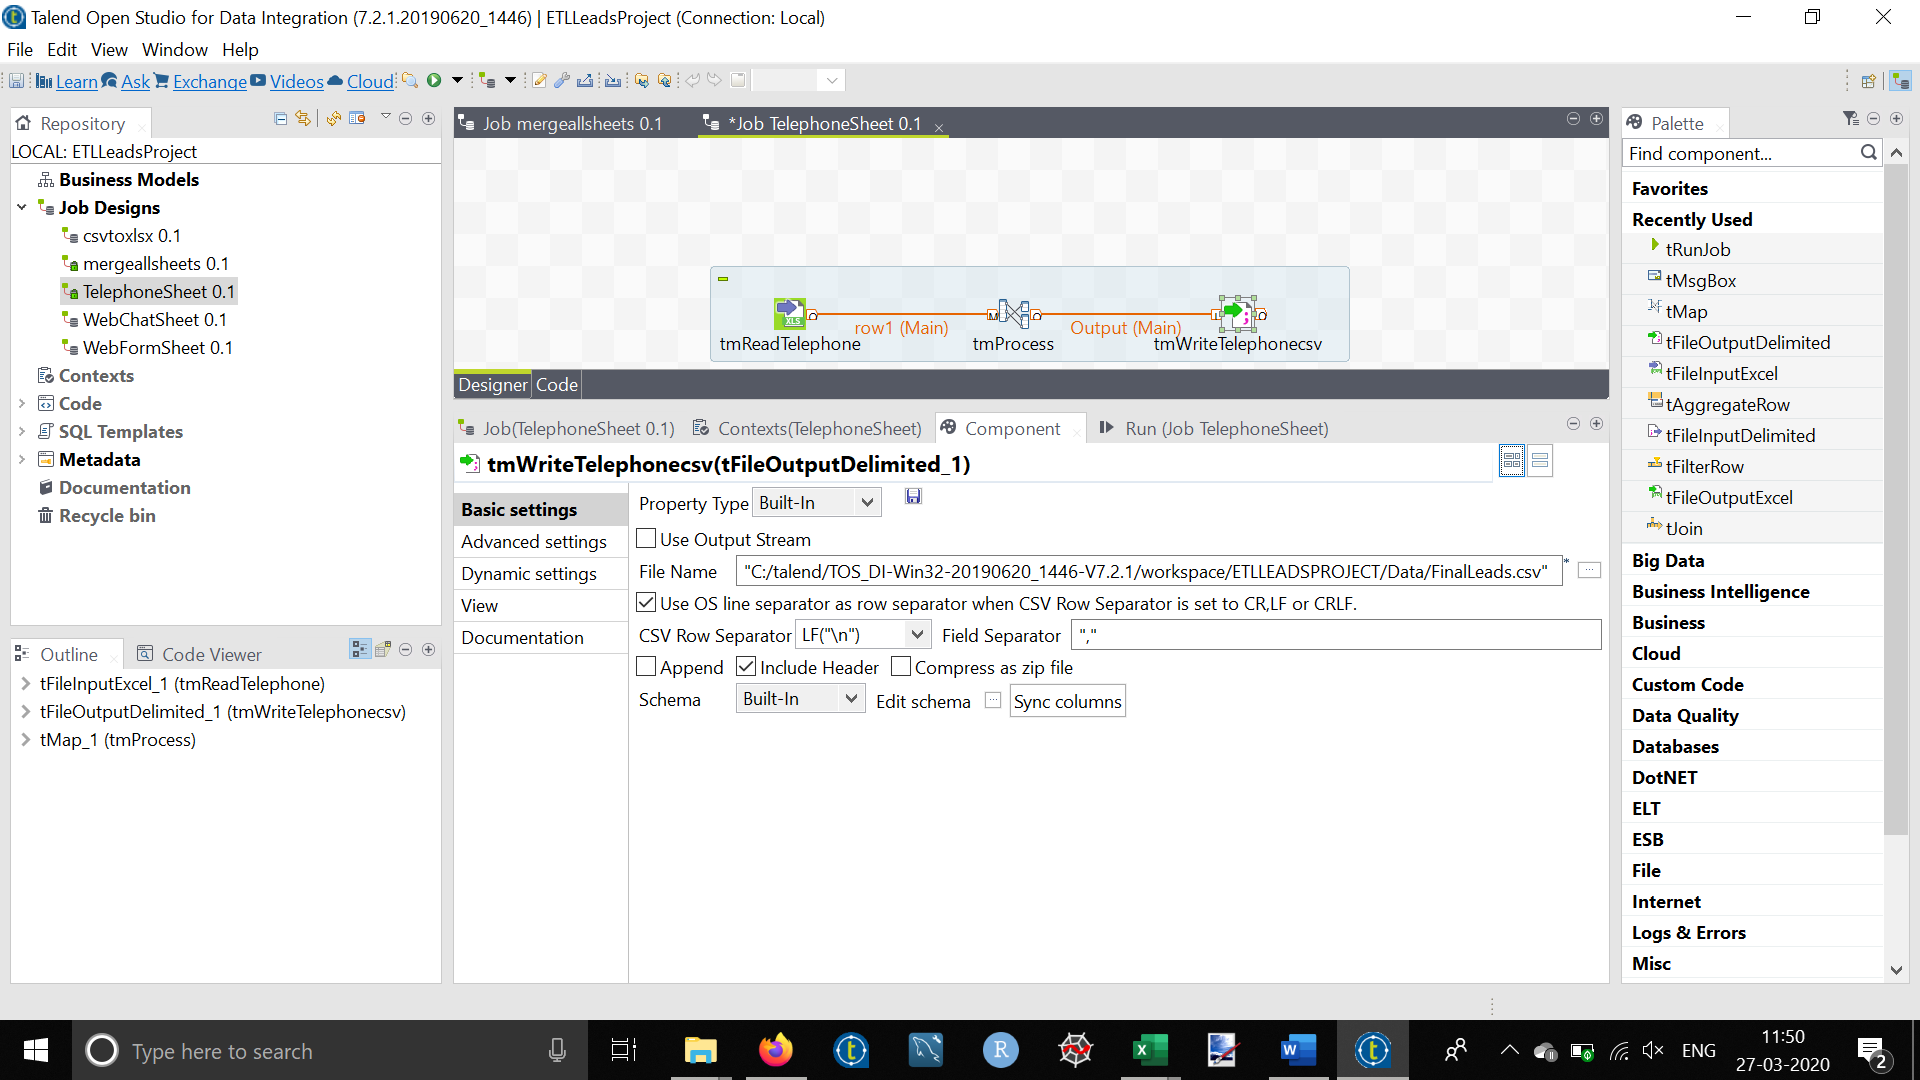 Talend Open Studio for Data Integration (7.2.1.20190620_1446) | ETLLeadsProject (Connection: Local)
File Edit View Window Help
Learn Ask Exchange Videos Cloud
Repository
LOCAL: ETLLeadsProject
Business Models
Job Designs
csvtoxlsx 0.1
mergeallsheets 0.1
TelephoneSheet 0.1
WebChatSheet 0.1
WebFormSheet 0.1
Contexts
Code
SQL Templates
Metadata
Documentation
Recycle bin
Outline Code Viewer
tFileInputExcel_1 (tmReadTelephone)
tFileOutputDelimited_1 (tmWriteTelephonecsv)
tMap_1 (tmProcess)
Job mergeallsheets 0.1 *Job TelephoneSheet 0.1
row1 (Main) Output (Main)
tmReadTelephone tmProcess tmWriteTelephonecsv
Designer Code
Job(TelephoneSheet 0.1) Contexts(TelephoneSheet) Component Run (Job TelephoneSheet)
tmWriteTelephonecsv(tFileOutputDelimited_1)
Basic settings
Advanced settings
Dynamic settings
View
Documentation
Property Type Built-In
Use Output Stream
File Name "C:/talend/TOS_DI-Win32-20190620_1446-V7.2.1/workspace/ETLLEADSPROJECT/Data/FinalLeads.csv" * ...
Use OS line separator as row separator when CSV Row Separator is set to CR,LF or CRLF.
CSV Row Separator LF("\n") Field Separator ","
Append Include Header Compress as zip file
Schema Built-In Edit schema ... Sync columns
Palette
Find component...
Favorites
Recently Used
tRunJob
tMsgBox
tMap
tFileOutputDelimited
tFileInputExcel
tAggregateRow
tFileInputDelimited
tFilterRow
tFileOutputExcel
tJoin
Big Data
Business Intelligence
Business
Cloud
Custom Code
Data Quality
Databases
DotNET
ELT
ESB
File
Internet
Logs & Errors
Misc
Type here to search
ENG
11:50
27-03-2020
2